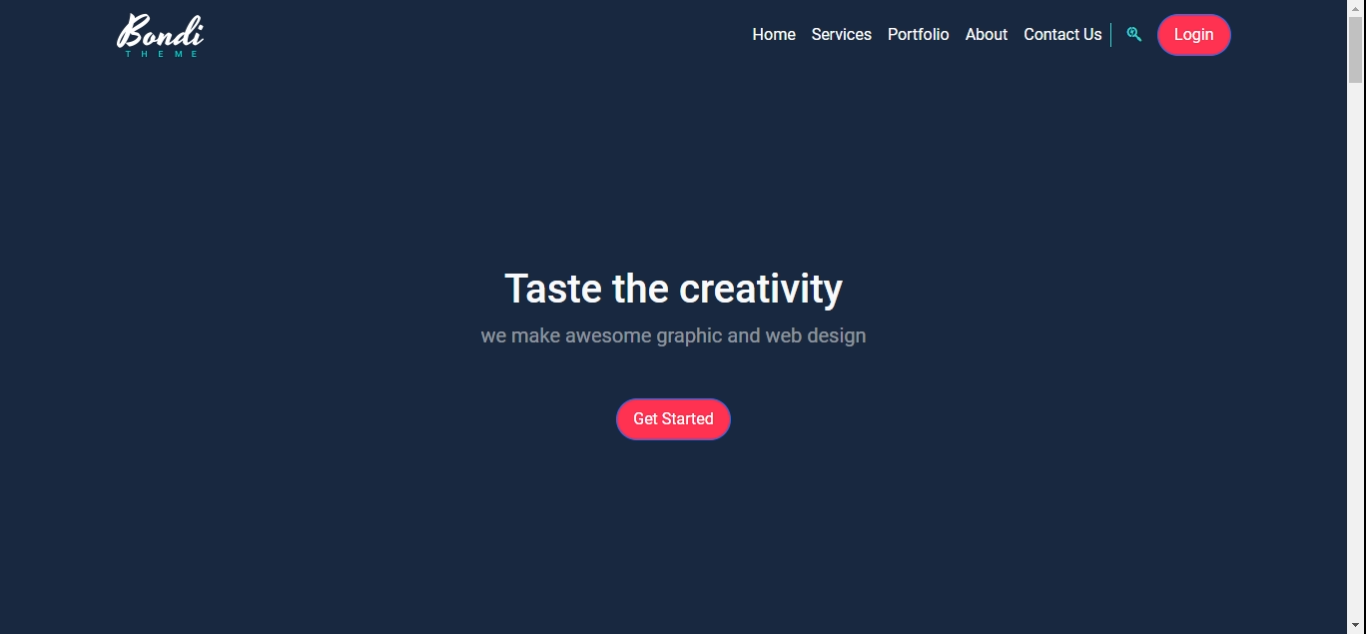 Bondi
THEME
Home Services Portfolio About Contact Us Login
Taste the creativity
we make awesome graphic and web design
Get Started